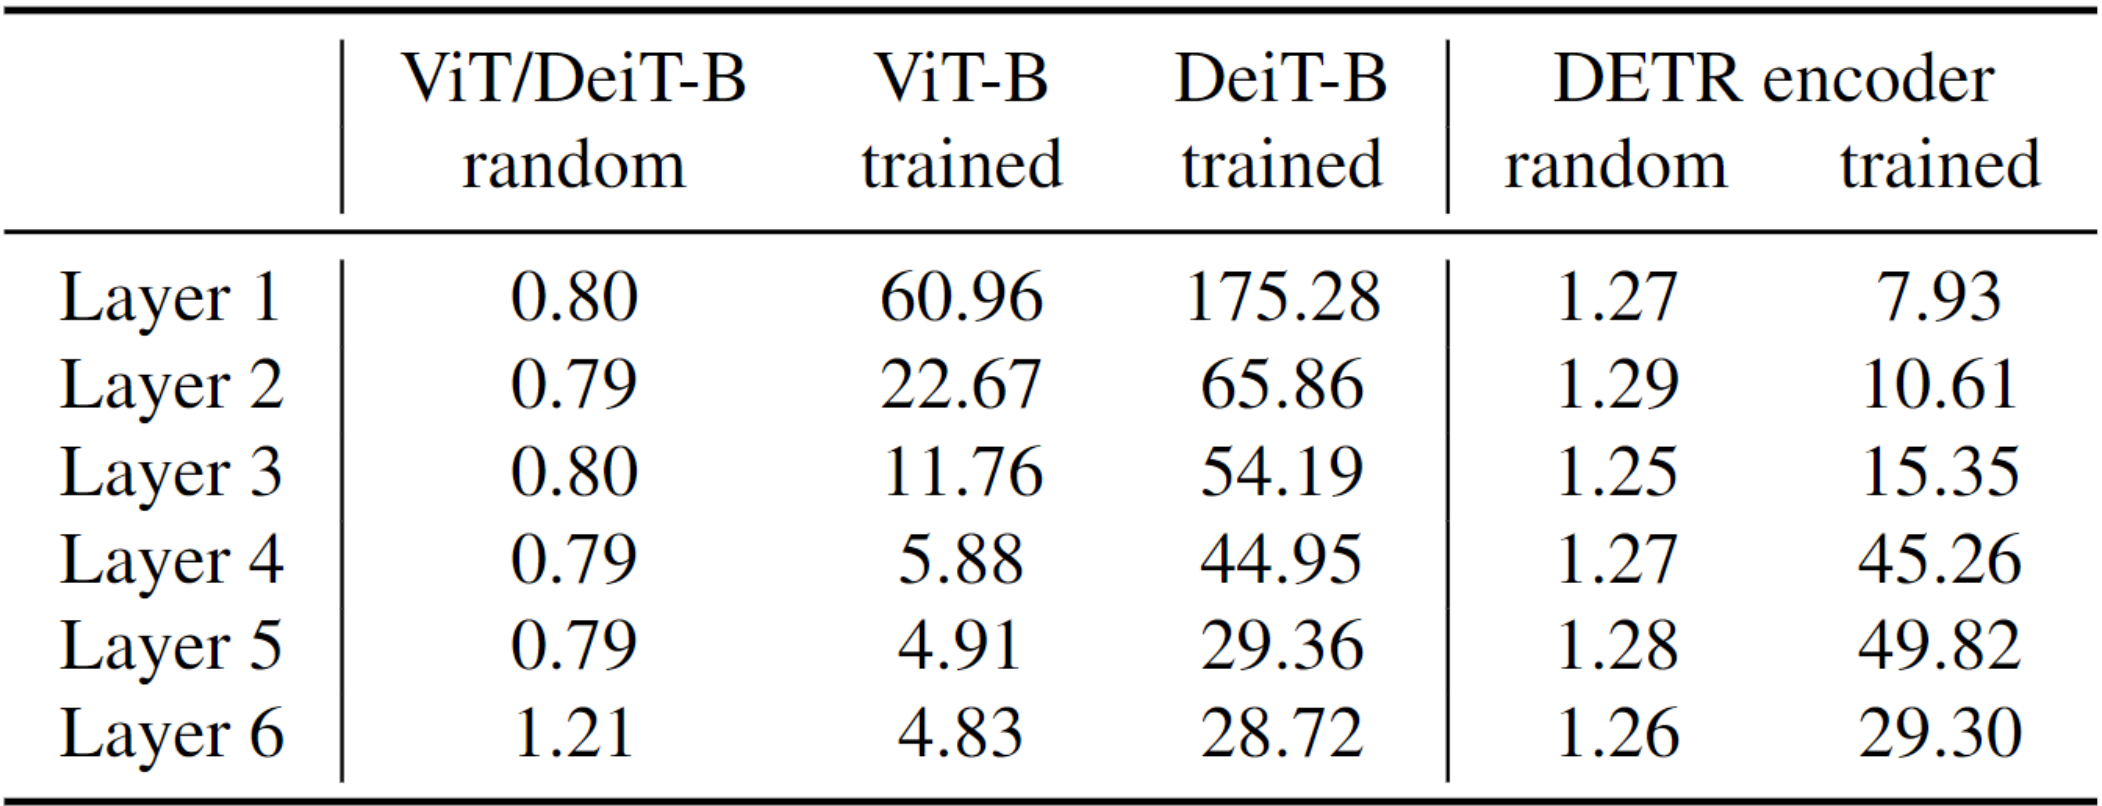 ViT/DeiT-B ViT-B DeiT-B DETR encoder
random trained trained random trained
Layer 1 0.80 60.96 175.28 1.27 7.93
Layer 2 0.79 22.67 65.86 1.29 10.61
Layer 3 0.80 11.76 54.19 1.25 15.35
Layer 4 0.79 5.88 44.95 1.27 45.26
Layer 5 0.79 4.91 29.36 1.28 49.82
Layer 6 1.21 4.83 28.72 1.26 29.30